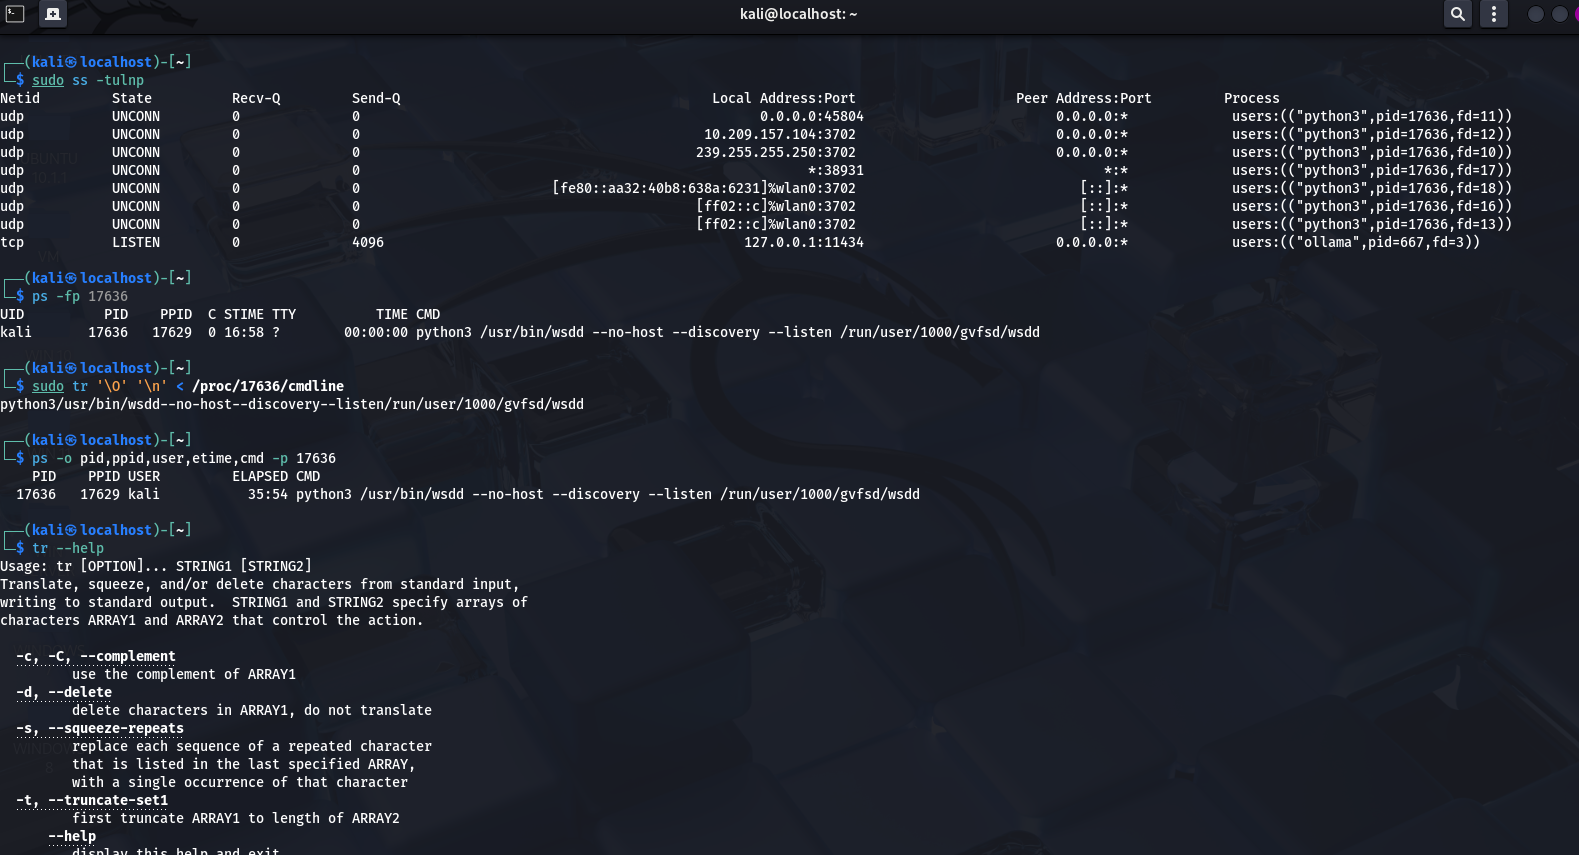 kali@localhost: ~
┌──(kali㉿localhost)-[~]
└─$ sudo ss -tulnp
Netid State Recv-Q Send-Q Local Address:Port Peer Address:Port Process
udp UNCONN 0 0 0.0.0.0:45804 0.0.0.0:* users:(("python3",pid=17636,fd=11))
udp UNCONN 0 0 10.209.157.104:3702 0.0.0.0:* users:(("python3",pid=17636,fd=12))
udp UNCONN 0 0 239.255.255.250:3702 0.0.0.0:* users:(("python3",pid=17636,fd=10))
udp UNCONN 0 0 *:38931 *:* users:(("python3",pid=17636,fd=17))
udp UNCONN 0 0 [fe80::aa32:40b8:638a:6231]%wlan0:3702 [::]:* users:(("python3",pid=17636,fd=18))
udp UNCONN 0 0 [ff02::c]%wlan0:3702 [::]:* users:(("python3",pid=17636,fd=16))
udp UNCONN 0 0 [ff02::c]%wlan0:3702 [::]:* users:(("python3",pid=17636,fd=13))
tcp LISTEN 0 4096 127.0.0.1:11434 0.0.0.0:* users:(("ollama",pid=667,fd=3))
┌──(kali㉿localhost)-[~]
└─$ ps -fp 17636
UID PID PPID C STIME TTY TIME CMD
kali 17636 17629 0 16:58 ? 00:00:00 python3 /usr/bin/wsdd --no-host --discovery --listen /run/user/1000/gvfsd/wsdd
┌──(kali㉿localhost)-[~]
└─$ sudo tr '\O' '\n' < /proc/17636/cmdline
python3/usr/bin/wsdd--no-host--discovery--listen/run/user/1000/gvfsd/wsdd
┌──(kali㉿localhost)-[~]
└─$ ps -o pid,ppid,user,etime,cmd -p 17636
PID PPID USER ELAPSED CMD
17636 17629 kali 35:54 python3 /usr/bin/wsdd --no-host --discovery --listen /run/user/1000/gvfsd/wsdd
┌──(kali㉿localhost)-[~]
└─$ tr --help
Usage: tr [OPTION]... STRING1 [STRING2]
Translate, squeeze, and/or delete characters from standard input,
writing to standard output.  STRING1 and STRING2 specify arrays of
characters ARRAY1 and ARRAY2 that control the action.
-c, -C, --complement
use the complement of ARRAY1
-d, --delete
delete characters in ARRAY1, do not translate
-s, --squeeze-repeats
replace each sequence of a repeated character
that is listed in the last specified ARRAY,
with a single occurrence of that character
-t, --truncate-set1
first truncate ARRAY1 to length of ARRAY2
--help
display this help and exit